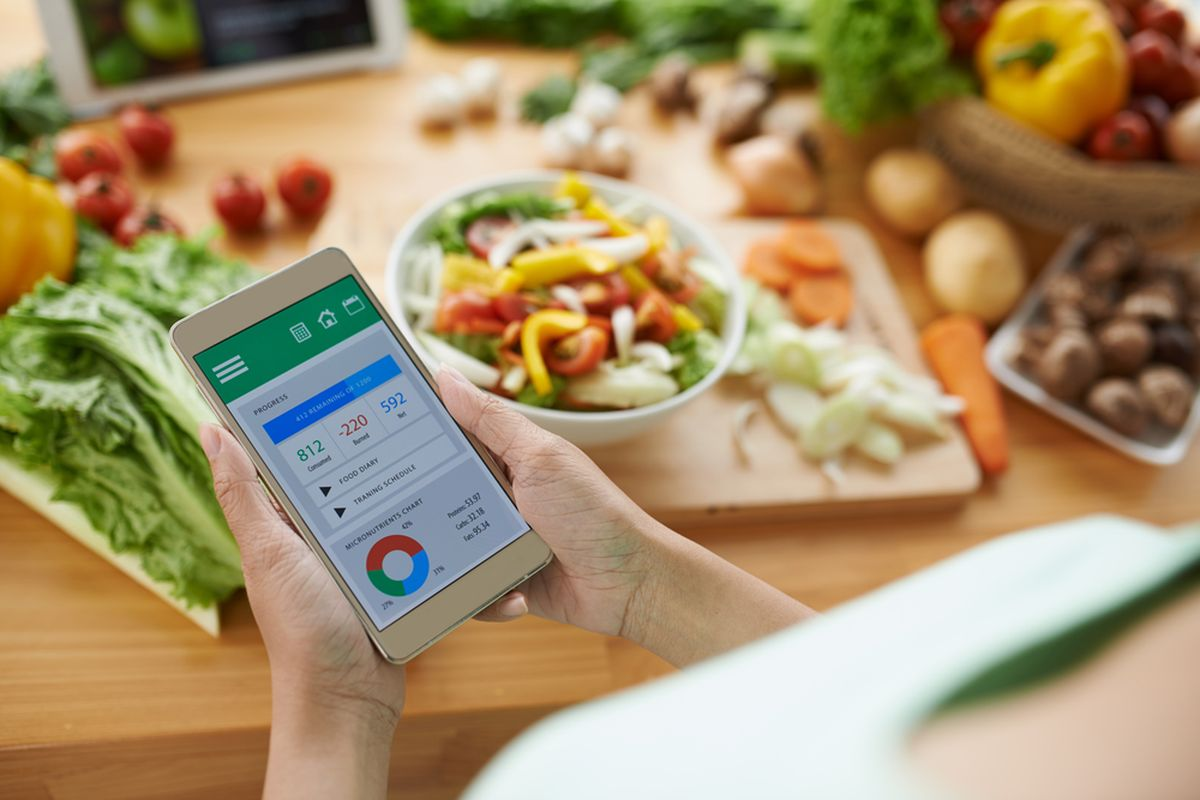 PROGRESS
412 REMAINING OF 1200
812 -220 592
Consumed Burned Net
FOOD DIARY
TRANING SCHEDULE
MICRONUTRIENTS CHART
42%
31%
27%
Proteins: 53.97
Carbs: 32.18
Fats: 95.34